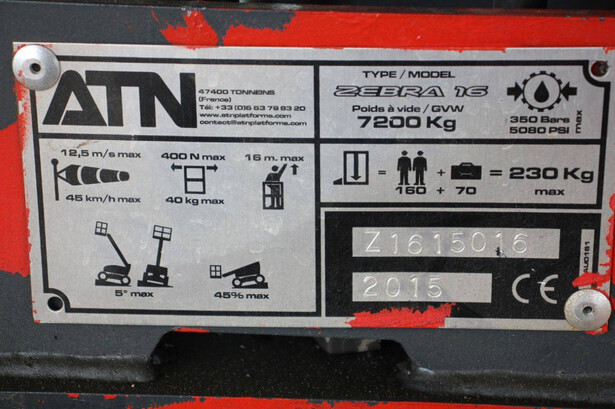 ATN
47400 TONNEINS
(France)
Tél: +33 (0)5 53 79 83 20
www.atnplatforms.com
contact@atnplatforms.com
TYPE / MODEL
ZEBRA 16
Poids à vide / GVW
7200 Kg
350 Bars
5080 PSI
max
12,5 m/s max
45 km/h max
400 N max
40 kg max
16 m. max
= 160 + 70 = 230 Kg
max
5° max
45% max
Z1615016
2015
CE
AU0181